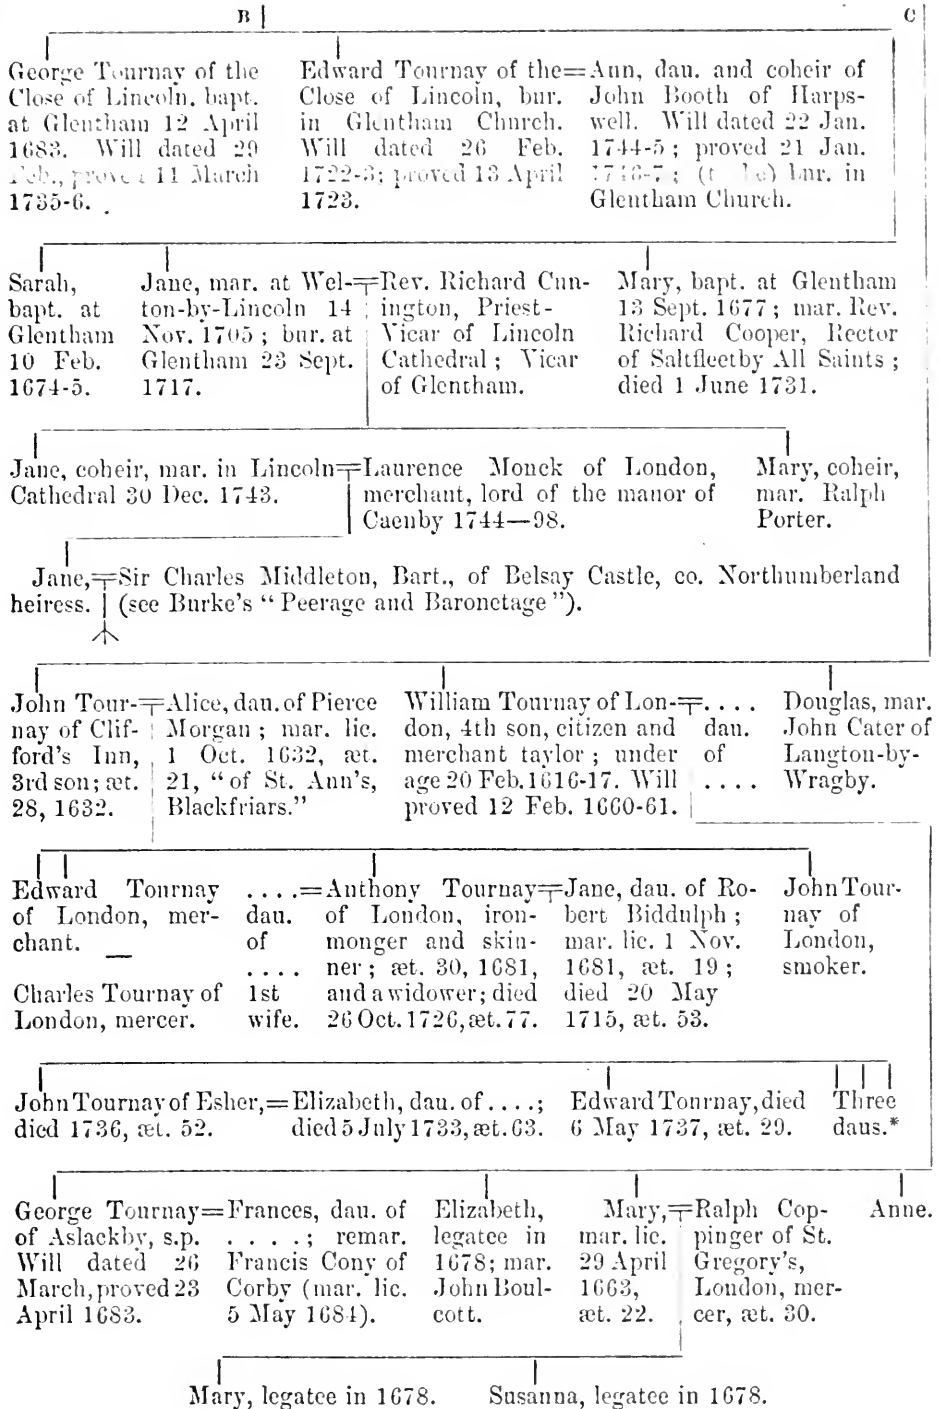 B C
George Tournay of the
Close of Lincoln, bapt.
at Glentham 12 April
1683. Will dated 29
Feb., proved 11 March
1735-6.
Edward Tournay of the=
Close of Lincoln, bur.
in Glentham Church.
Will dated 26 Feb.
1722-3; proved 13 April
1723.
Ann, dau. and coheir of
John Booth of Harps-
well. Will dated 22 Jan.
1744-5; proved 21 Jan.
1746-7; (to be) bur. in
Glentham Church.
Sarah,
bapt. at
Glentham
10 Feb.
1674-5.
Jane, mar. at Wel-=
ton-by-Lincoln 14
Nov. 1705; bur. at
Glentham 23 Sept.
1717.
Rev. Richard Cun-
ington, Priest-
Vicar of Lincoln
Cathedral; Vicar
of Glentham.
Mary, bapt. at Glentham
13 Sept. 1677; mar. Rev.
Richard Cooper, Rector
of Saltfleetby All Saints;
died 1 June 1731.
Jane, coheir, mar. in Lincoln=
Cathedral 30 Dec. 1743.
Laurence Monck of London,
merchant, lord of the manor of
Caenby 1744—98.
Mary, coheir,
mar. Ralph
Porter.
Jane,=Sir Charles Middleton, Bart., of Belsay Castle, co. Northumberland
heiress. (see Burke's "Peerage and Baronetage").
John Tour-=
nay of Clif-
ford's Inn,
3rd son; æt.
28, 1632.
Alice, dau. of Pierce
Morgan; mar. lic.
1 Oct. 1632, æt.
21, "of St. Ann's,
Blackfriars."
William Tournay of Lon-=
don, 4th son, citizen and
merchant taylor; under
age 20 Feb. 1616-17. Will
proved 12 Feb. 1660-61.
....
dau.
of
....
Douglas, mar.
John Cater of
Langton-by-
Wragby.
Edward Tournay
of London, mer-
chant.
Charles Tournay of
London, mercer.
....=
dau.
of
....
1st
wife.
Anthony Tournay=
of London, iron-
monger and skin-
ner; æt. 30, 1681,
and a widower; died
26 Oct. 1726, æt. 77.
Jane, dau. of Ro-
bert Biddulph;
mar. lic. 1 Nov.
1681, æt. 19;
died 20 May
1715, æt. 53.
John Tour-
nay of
London,
smoker.
John Tournay of Esher,=
died 1736, æt. 52.
Elizabeth, dau. of ....;
died 5 July 1733, æt. 63.
Edward Tournay, died
6 May 1737, æt. 29.
Three
daus.*
George Tournay=
of Aslackby, s.p.
Will dated 26
March, proved 23
April 1683.
Frances, dau. of
....; remar.
Francis Cony of
Corby (mar. lic.
5 May 1684).
Elizabeth,
legatee in
1678; mar.
John Boul-
cott.
Mary,=
mar. lic.
29 April
1663,
æt. 22.
Ralph Cop-
pinger of St.
Gregory's,
London, mer-
cer, æt. 30.
Anne.
Mary, legatee in 1678. Susanna, legatee in 1678.